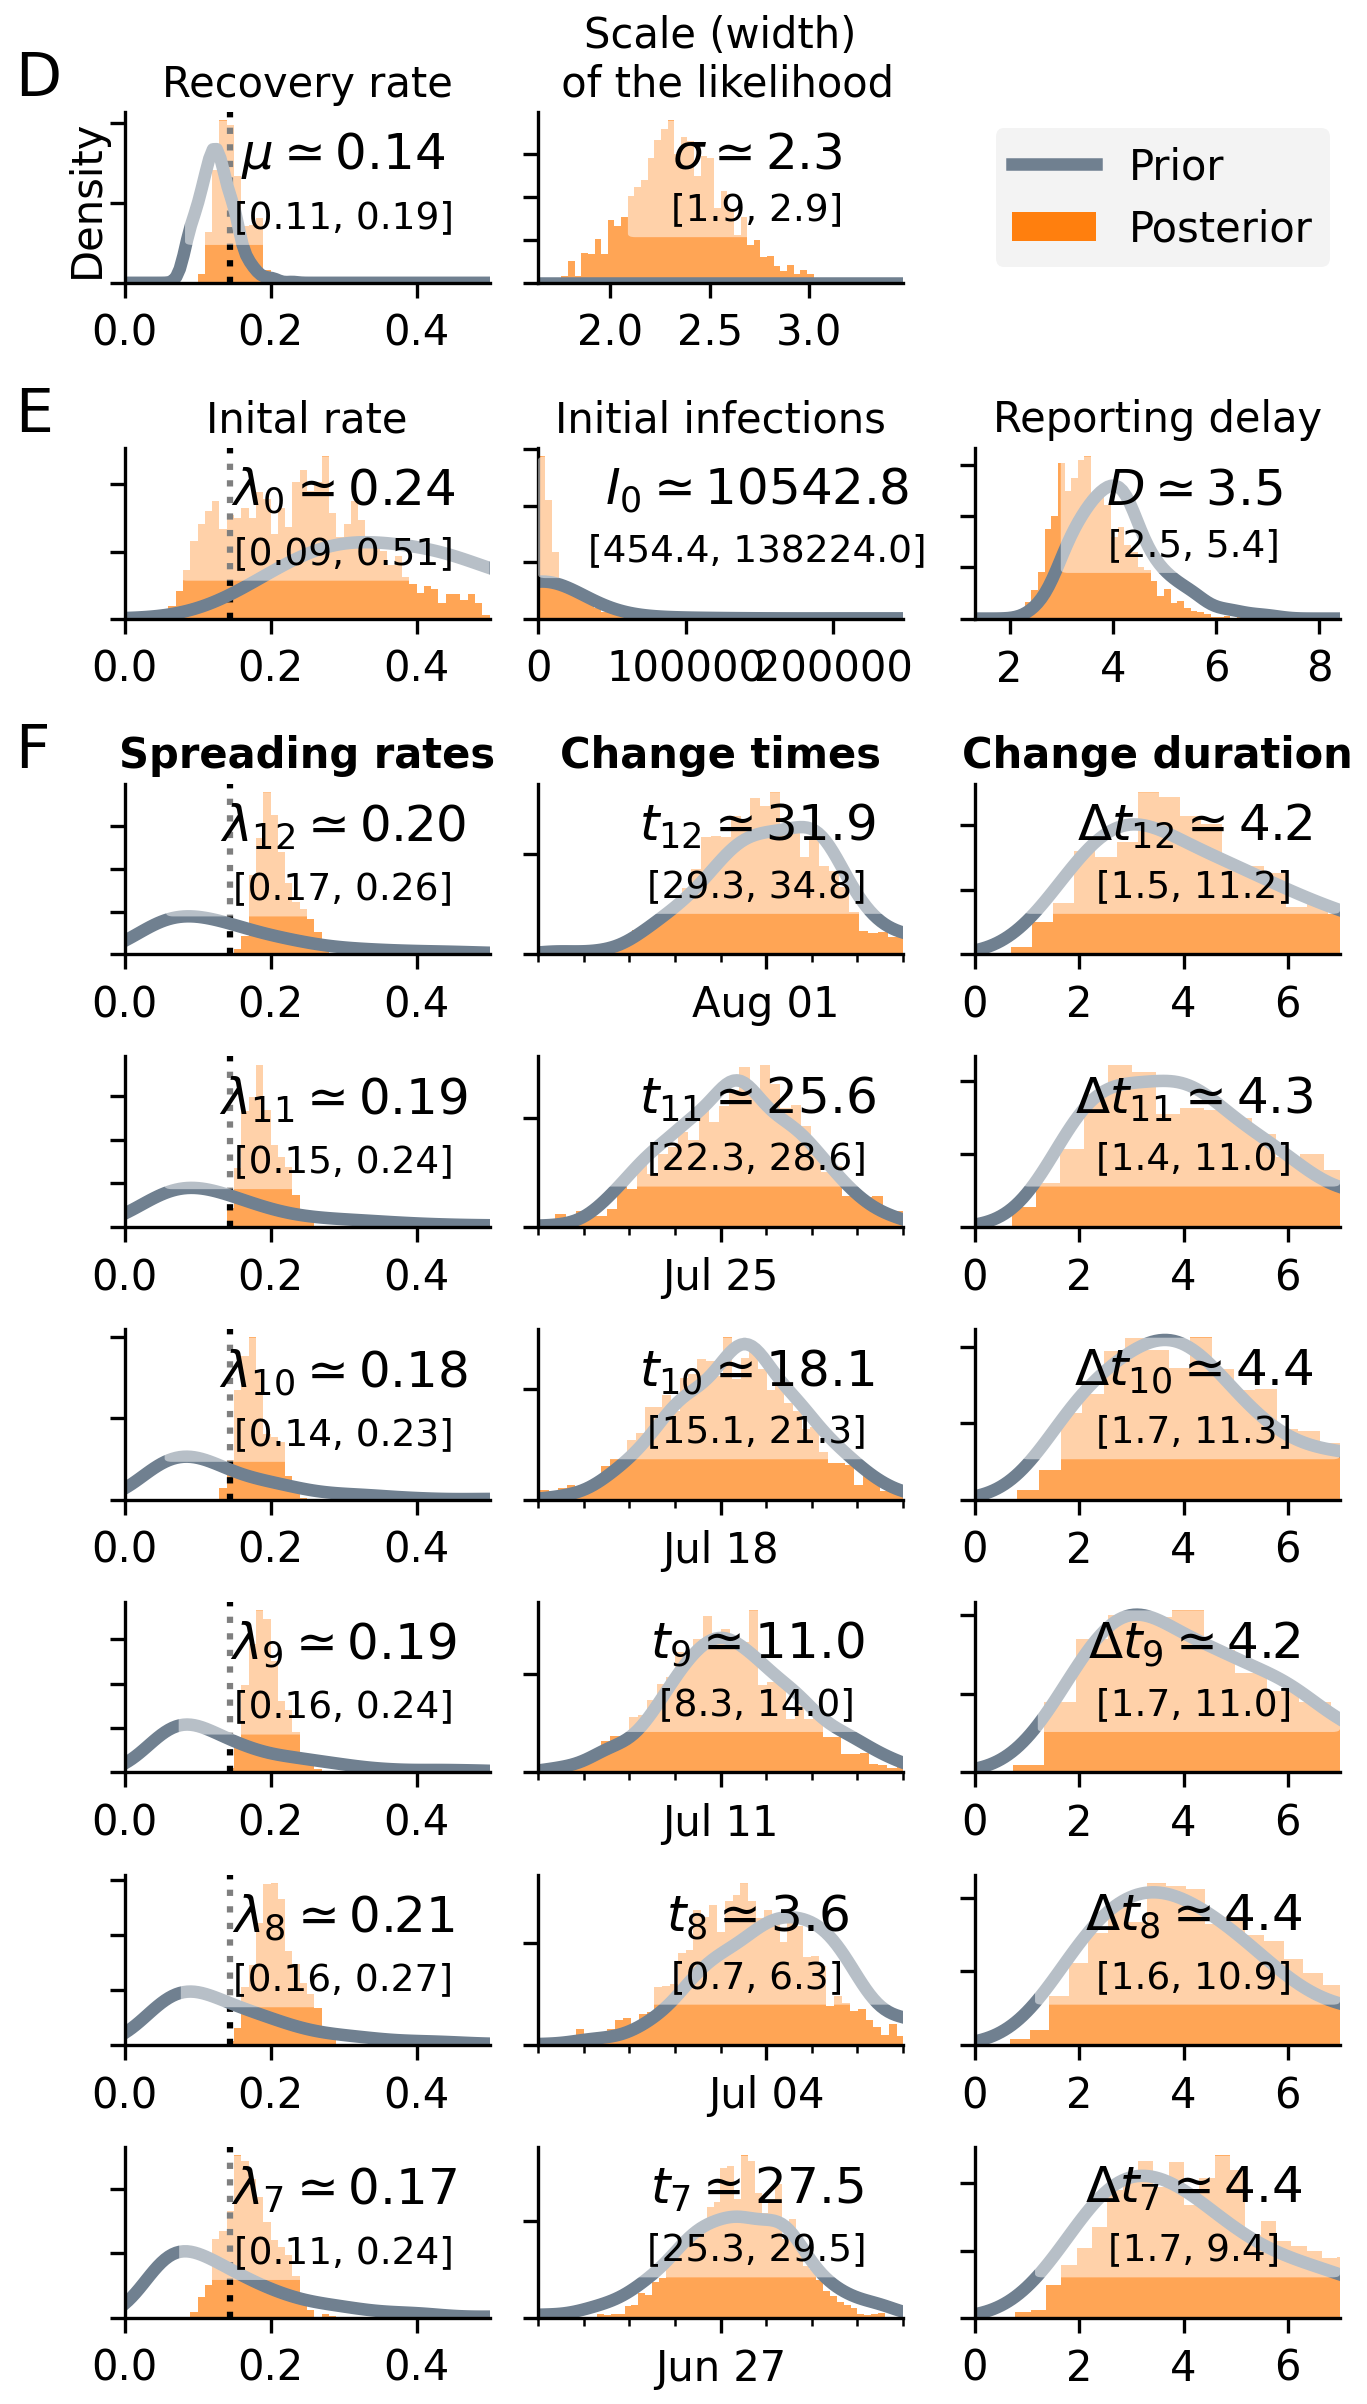 D
Recovery rate
Scale (width)
of the likelihood
Density
μ ≃ 0.14
[0.11, 0.19]
σ ≃ 2.3
[1.9, 2.9]
Prior
Posterior
0.0 0.2 0.4
2.0 2.5 3.0
E
Inital rate
Initial infections
Reporting delay
λ0 ≃ 0.24
[0.09, 0.51]
I0 ≃ 10542.8
[454.4, 138224.0]
D ≃ 3.5
[2.5, 5.4]
0.0 0.2 0.4
0 100000 200000
2 4 6 8
F
Spreading rates
Change times
Change duration
λ12 ≃ 0.20
[0.17, 0.26]
t12 ≃ 31.9
[29.3, 34.8]
Δt12 ≃ 4.2
[1.5, 11.2]
0.0 0.2 0.4
Aug 01
0 2 4 6
λ11 ≃ 0.19
[0.15, 0.24]
t11 ≃ 25.6
[22.3, 28.6]
Δt11 ≃ 4.3
[1.4, 11.0]
0.0 0.2 0.4
Jul 25
0 2 4 6
λ10 ≃ 0.18
[0.14, 0.23]
t10 ≃ 18.1
[15.1, 21.3]
Δt10 ≃ 4.4
[1.7, 11.3]
0.0 0.2 0.4
Jul 18
0 2 4 6
λ9 ≃ 0.19
[0.16, 0.24]
t9 ≃ 11.0
[8.3, 14.0]
Δt9 ≃ 4.2
[1.7, 11.0]
0.0 0.2 0.4
Jul 11
0 2 4 6
λ8 ≃ 0.21
[0.16, 0.27]
t8 ≃ 3.6
[0.7, 6.3]
Δt8 ≃ 4.4
[1.6, 10.9]
0.0 0.2 0.4
Jul 04
0 2 4 6
λ7 ≃ 0.17
[0.11, 0.24]
t7 ≃ 27.5
[25.3, 29.5]
Δt7 ≃ 4.4
[1.7, 9.4]
0.0 0.2 0.4
Jun 27
0 2 4 6